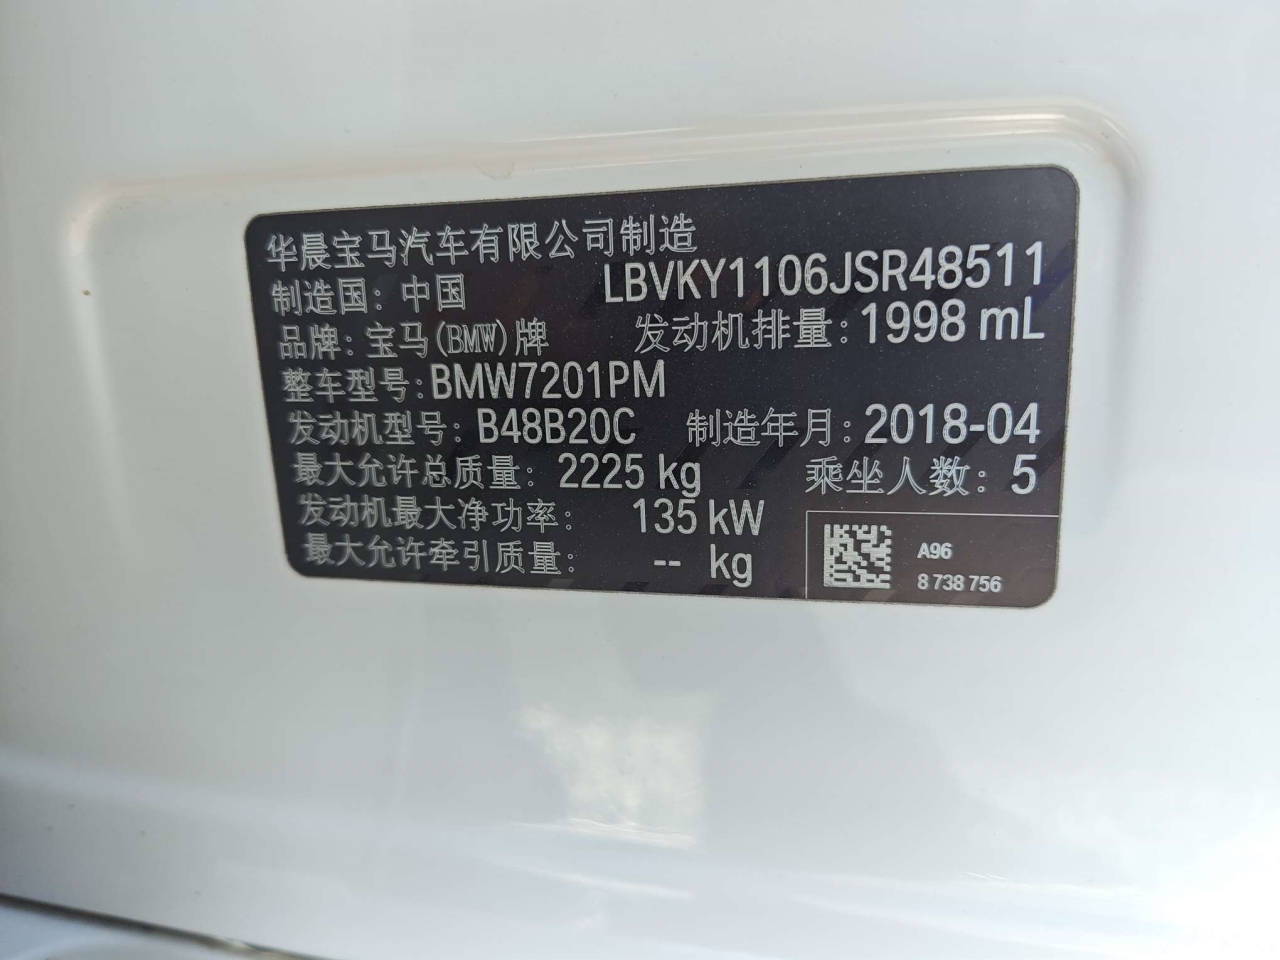 华晨宝马汽车有限公司制造
制造国: 中国 LBVKY1106JSR48511
品牌: 宝马(BMW)牌 发动机排量: 1998 mL
整车型号: BMW7201PM
发动机型号: B48B20C 制造年月: 2018-04
最大允许总质量: 2225 kg 乘坐人数: 5
发动机最大净功率: 135 kW
最大允许牵引质量: -- kg
A96
8 738 756